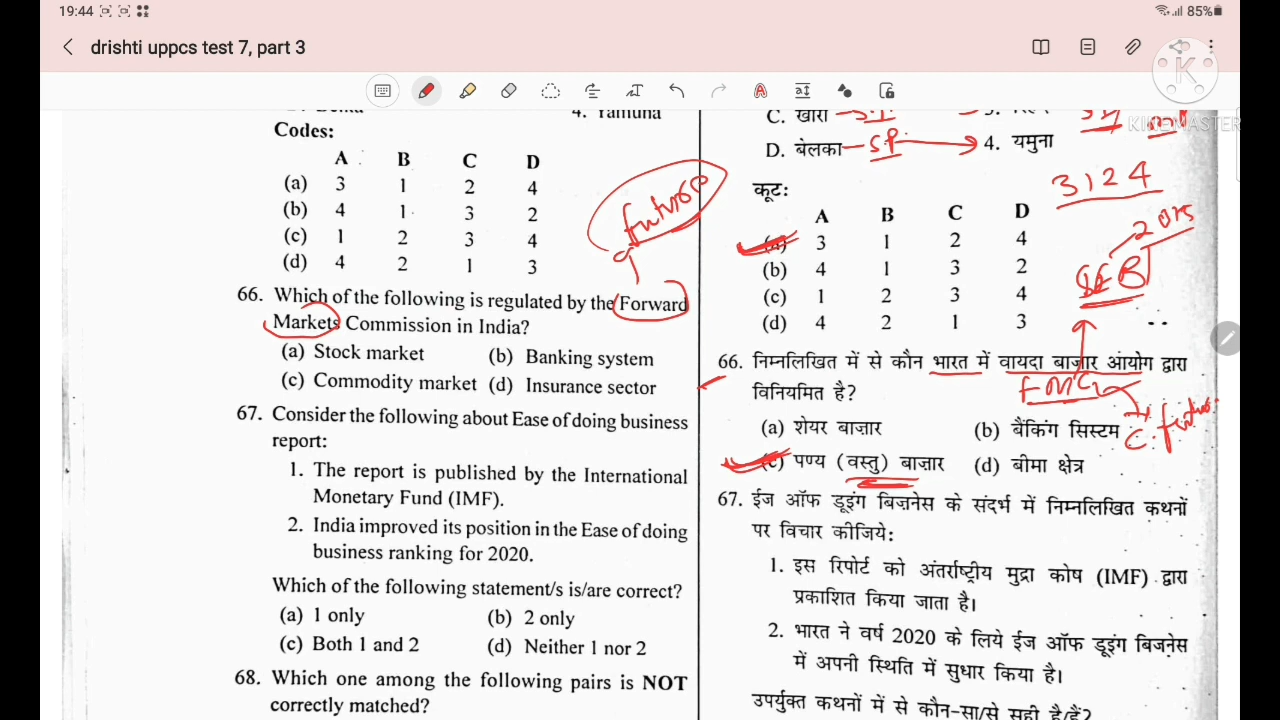 19:44
85%
drishti uppcs test 7, part 3
KINEMASTER
4. Yamuna
Codes:
A B C D
(a) 3 1 2 4
(b) 4 1 3 2
(c) 1 2 3 4
(d) 4 2 1 3
66. Which of the following is regulated by the Forward
Markets Commission in India?
(a) Stock market (b) Banking system
(c) Commodity market (d) Insurance sector
67. Consider the following about Ease of doing business
report:
1. The report is published by the International
Monetary Fund (IMF).
2. India improved its position in the Ease of doing
business ranking for 2020.
Which of the following statement/s is/are correct?
(a) 1 only (b) 2 only
(c) Both 1 and 2 (d) Neither 1 nor 2
68. Which one among the following pairs is NOT
correctly matched?
C. खारा
D. बेलका 4. यमुना
कूट:
3124
A B C D
(a) 3 1 2 4
(b) 4 1 3 2
(c) 1 2 3 4
(d) 4 2 1 3
SEB
66. निम्नलिखित में से कौन भारत में वायदा बाज़ार आयोग द्वारा
विनियमित है?
FMC
(a) शेयर बाज़ार (b) बैंकिंग सिस्टम
(c) पण्य (वस्तु) बाज़ार (d) बीमा क्षेत्र
67. ईज ऑफ डूइंग बिज़नेस के संदर्भ में निम्नलिखित कथनों
पर विचार कीजिये:
1. इस रिपोर्ट को अंतर्राष्ट्रीय मुद्रा कोष (IMF) द्वारा
प्रकाशित किया जाता है।
2. भारत ने वर्ष 2020 के लिये ईज ऑफ डूइंग बिजनेस
में अपनी स्थिति में सुधार किया है।
उपर्युक्त कथनों में से कौन-सा/से सही है/हैं?